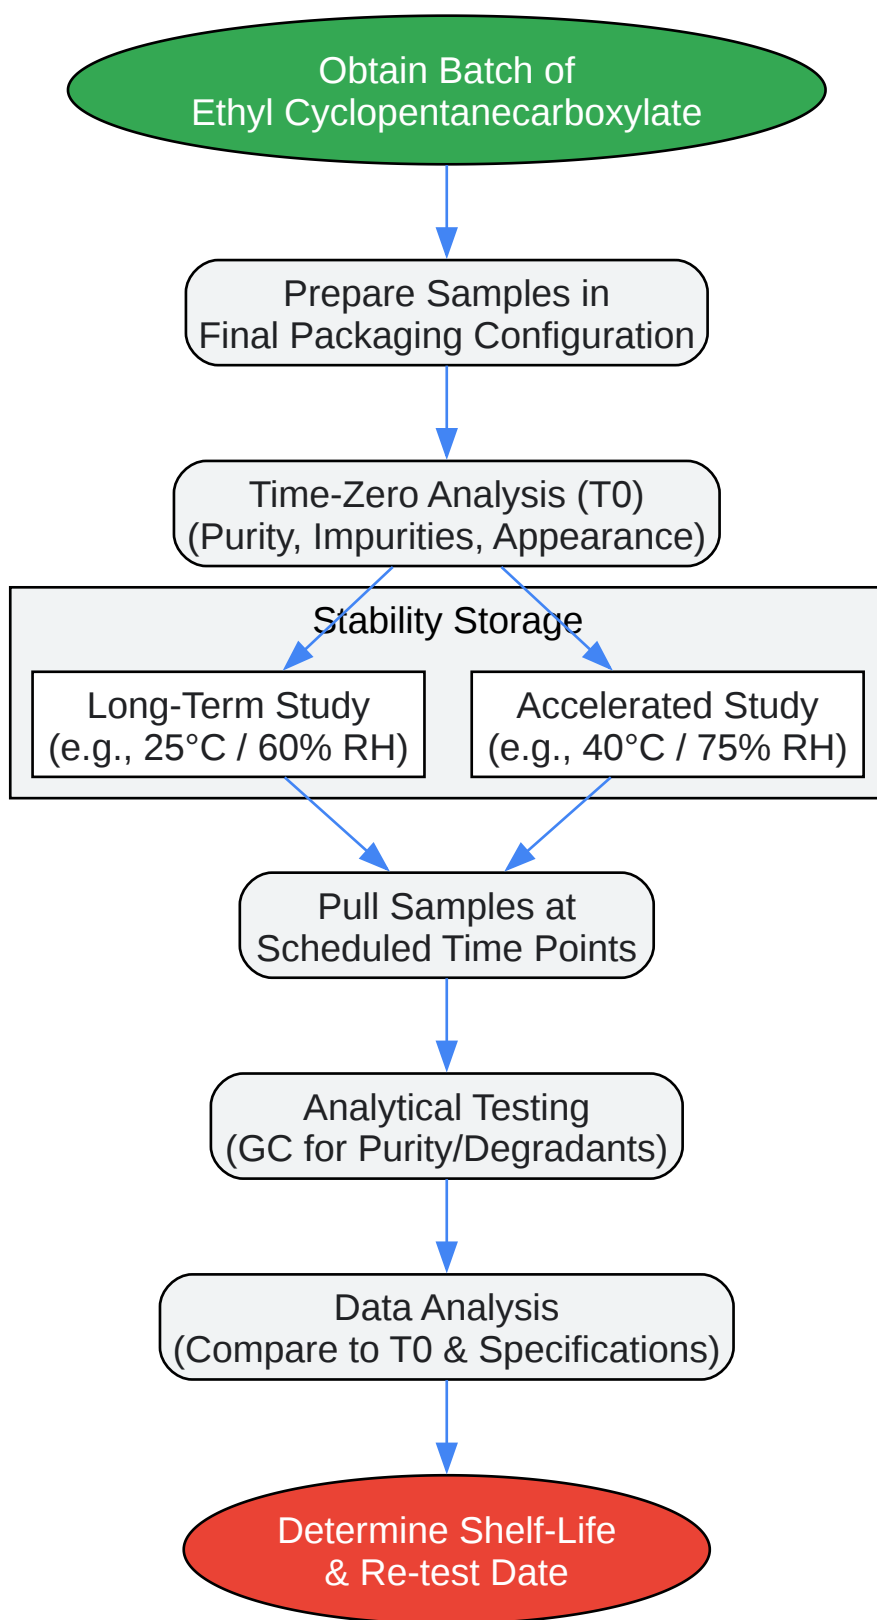 Obtain Batch of
Ethyl Cyclopentanecarboxylate
Prepare Samples in
Final Packaging Configuration
Time-Zero Analysis (T0)
(Purity, Impurities, Appearance)
Stability Storage
Long-Term Study
(e.g., 25°C / 60% RH)
Accelerated Study
(e.g., 40°C / 75% RH)
Pull Samples at
Scheduled Time Points
Analytical Testing
(GC for Purity/Degradants)
Data Analysis
(Compare to T0 & Specifications)
Determine Shelf-Life
& Re-test Date